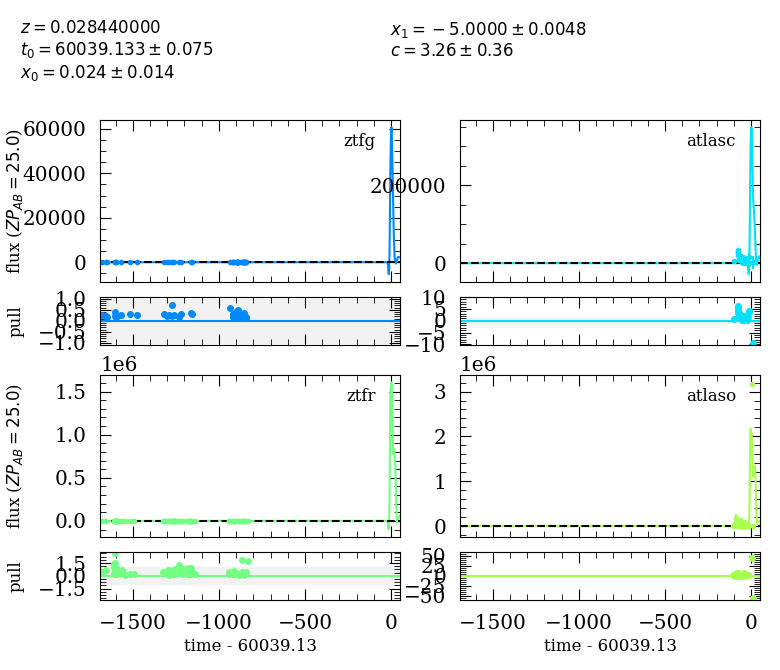 z = 0.028440000
t0 = 60039.133 ± 0.075
x0 = 0.024 ± 0.014
x1 = −5.0000 ± 0.0048
c = 3.26 ± 0.36
flux (ZPAB = 25.0)
60000
40000
20000
0
ztfg
200000
0
atlasc
pull
1.0
0.5
0.0
−0.5
−1.0
10
5
0
−5
−10
1e6
flux (ZPAB = 25.0)
1.5
1.0
0.5
0.0
ztfr
1e6
3
2
1
0
atlaso
pull
1.5
0.0
−1.5
50
25
0
−25
−50
−1500
−1000
−500
0
time - 60039.13
−1500
−1000
−500
0
time - 60039.13